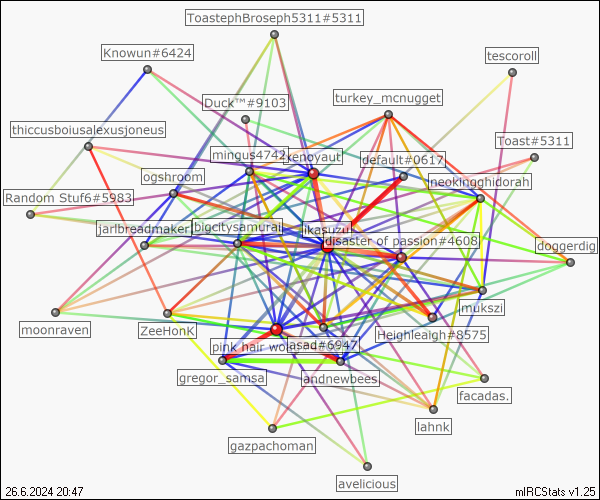 ToastephBroseph5311#5311
Knowun#6424
tescoroll
Duck™#9103
turkey_mcnugget
thiccusboiusalexusjoneus
Toast#5311
mingus4742
xenoyaut
default#0617
ogshroom
neokingghidorah
Random Stuf6#5983
jarlbreadmaker
bigcitysamurai
likasuzu
disaster of passion#4608
doggerdig
mukszi
moonraven
ZeeHonK
Heighleaigh#8575
pink hair wo
asad#6947
gregor_samsa
andnewbees
facadas.
lahnk
gazpachoman
avelicious
26.6.2024 20:47
mIRCStats v1.25